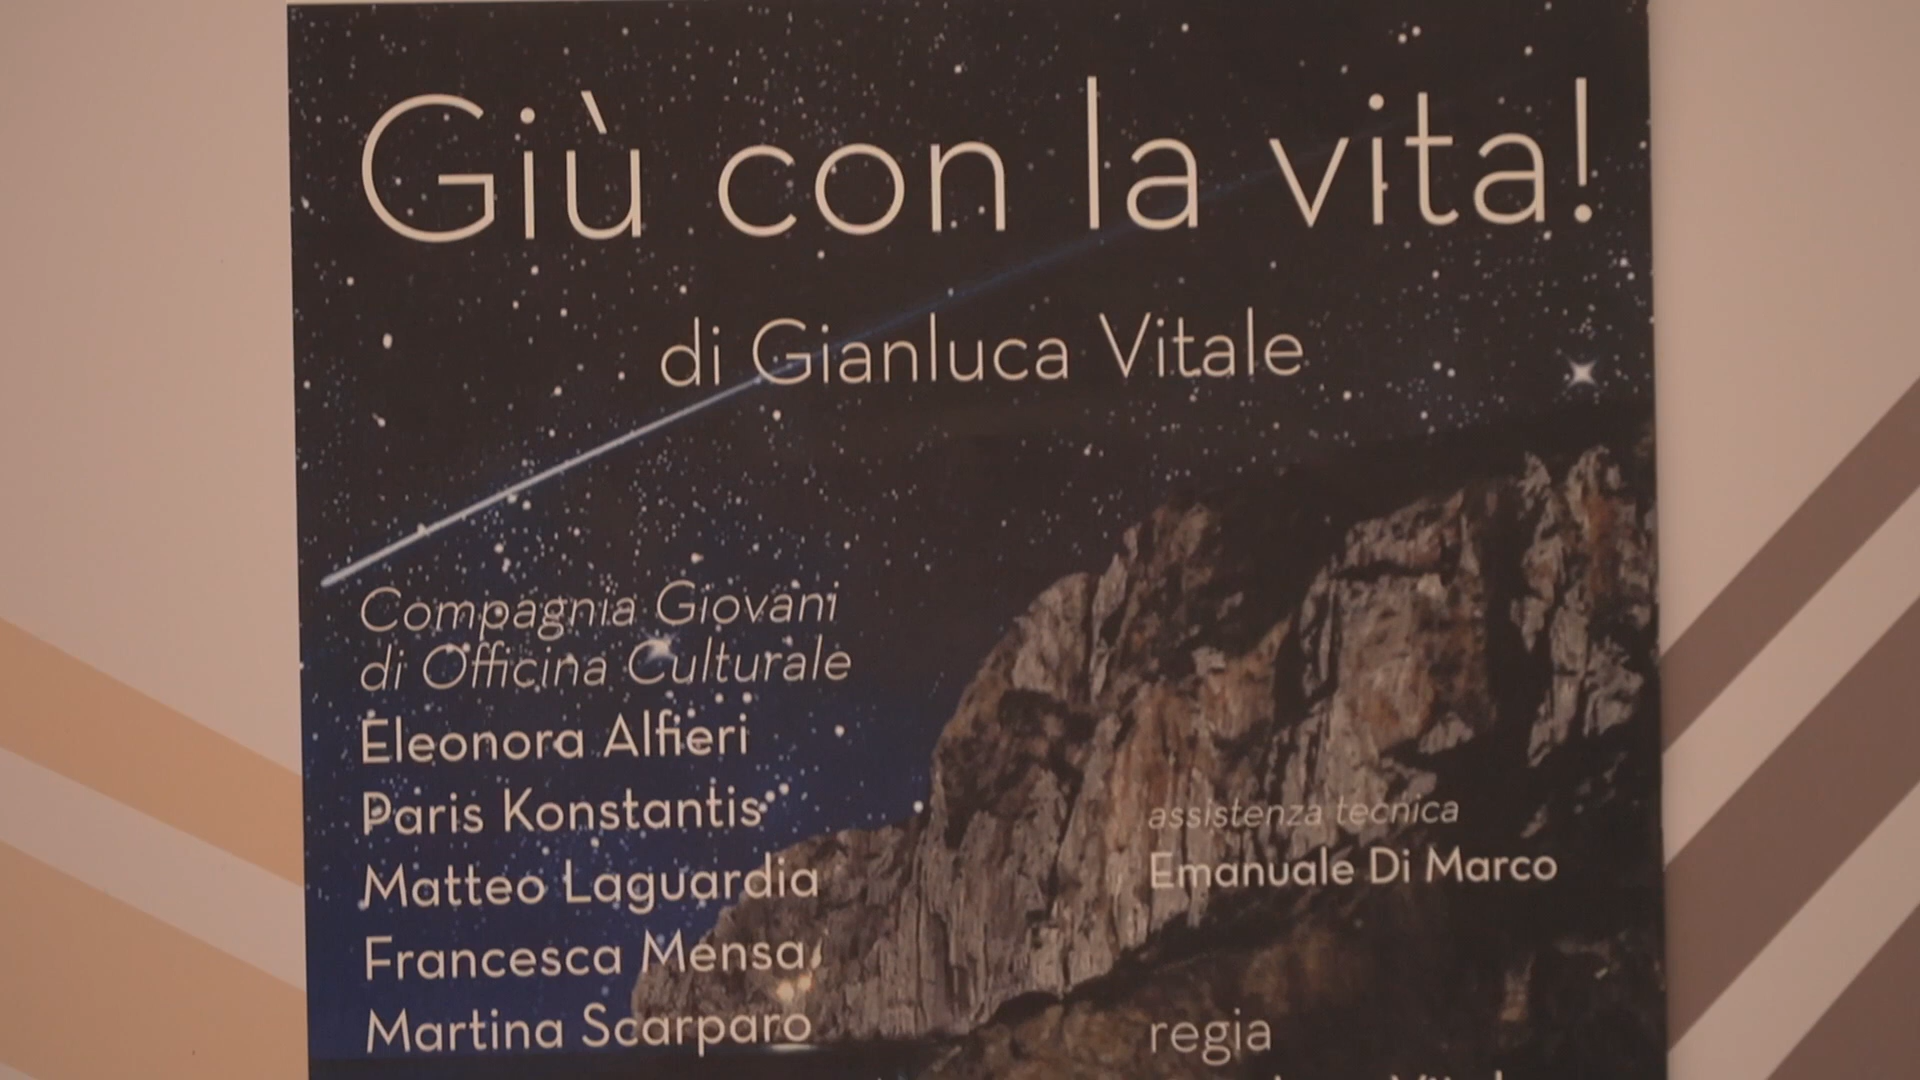 Giù con la vita!
di Gianluca Vitale
Compagnia Giovani
di Officina Culturale
Eleonora Alfieri
Paris Konstantis
Matteo Laguardia
Francesca Mensa
Martina Scarparo
assistenza tecnica
Emanuale Di Marco
regia